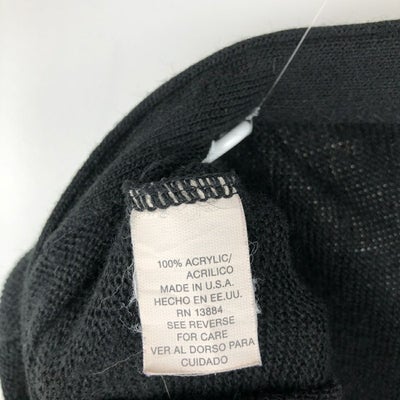 100% ACRYLIC/
ACRILICO
MADE IN U.S.A.
HECHO EN EE.UU.
RN 13884
SEE REVERSE
FOR CARE
VER AL DORSO PARA
CUIDADO